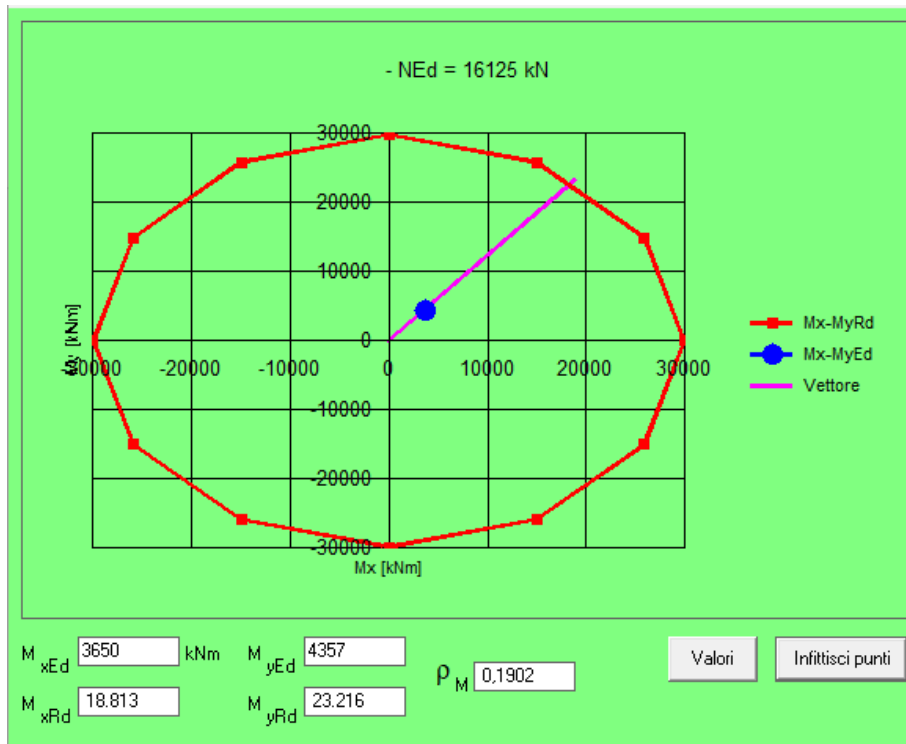 - NEd = 16125 kN
30000
20000
10000
0
-30000 -20000 -10000 0 10000 20000 30000
-10000
-20000
-30000
[kNm]
Mx [kNm]
Mx-MyRd
Mx-MyEd
Vettore
M xEd 3650 kNm M yEd 4357
ρ M 0,1902
Valori Infittisci punti
M xRd 18.813 M yRd 23.216